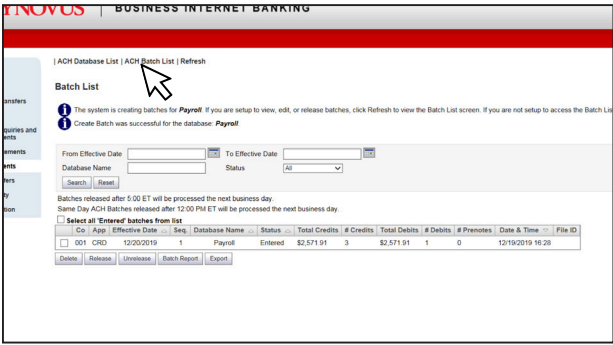 YNOVUS | BUSINESS INTERNET BANKING
| ACH Database List | ACH Batch List | Refresh
Batch List
ansfers
quiries and
ents
ements
ents
fers
ty
tion
The system is creating batches for Payroll. If you are setup to view, edit, or release batches, click Refresh to view the Batch List screen. If you are not setup to access the Batch Lis
Create Batch was successful for the database: Payroll.
From Effective Date To Effective Date
Database Name Status All
Search Reset
Batches released after 5:00 ET will be processed the next business day.
Same Day ACH Batches released after 12:00 PM ET will be processed the next business day.
Select all 'Entered' batches from list
Co App Effective Date Seq. Database Name Status Total Credits # Credits Total Debits # Debits # Prenotes Date & Time File ID
001 CRD 12/20/2019 1 Payroll Entered $2,571.91 3 $2,571.91 1 0 12/19/2019 16:28
Delete Release Unrelease Batch Report Export